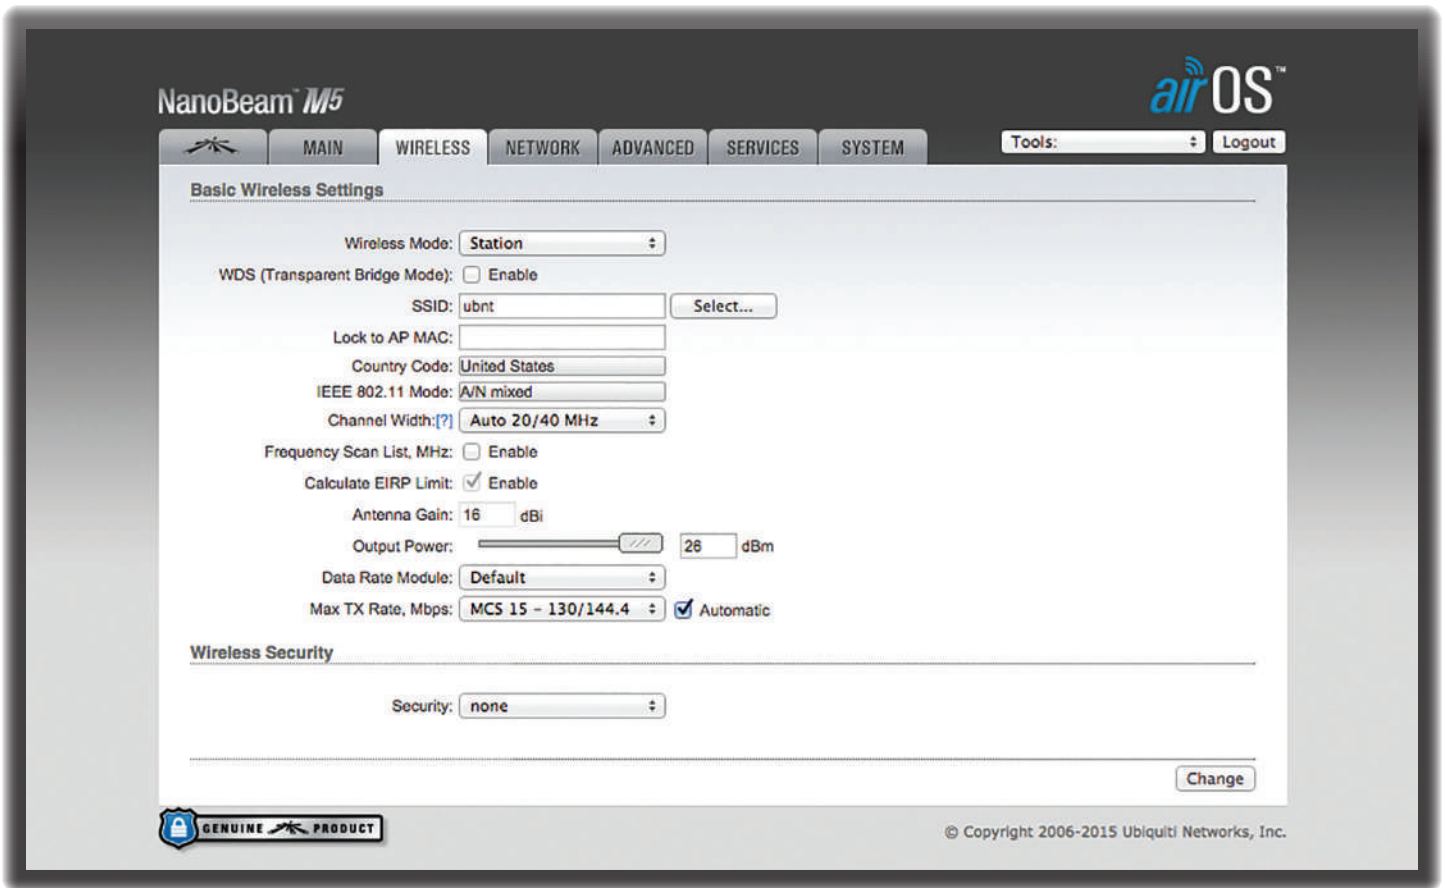 NanoBeam™ M5
airOS™
MAIN WIRELESS NETWORK ADVANCED SERVICES SYSTEM Tools: Logout
Basic Wireless Settings
Wireless Mode: Station
WDS (Transparent Bridge Mode): Enable
SSID: ubnt Select...
Lock to AP MAC:
Country Code: United States
IEEE 802.11 Mode: A/N mixed
Channel Width:[?] Auto 20/40 MHz
Frequency Scan List, MHz: Enable
Calculate EIRP Limit: Enable
Antenna Gain: 16 dBi
Output Power: 26 dBm
Data Rate Module: Default
Max TX Rate, Mbps: MCS 15 – 130/144.4 Automatic
Wireless Security
Security: none
Change
GENUINE PRODUCT
© Copyright 2006-2015 Ubiquiti Networks, Inc.